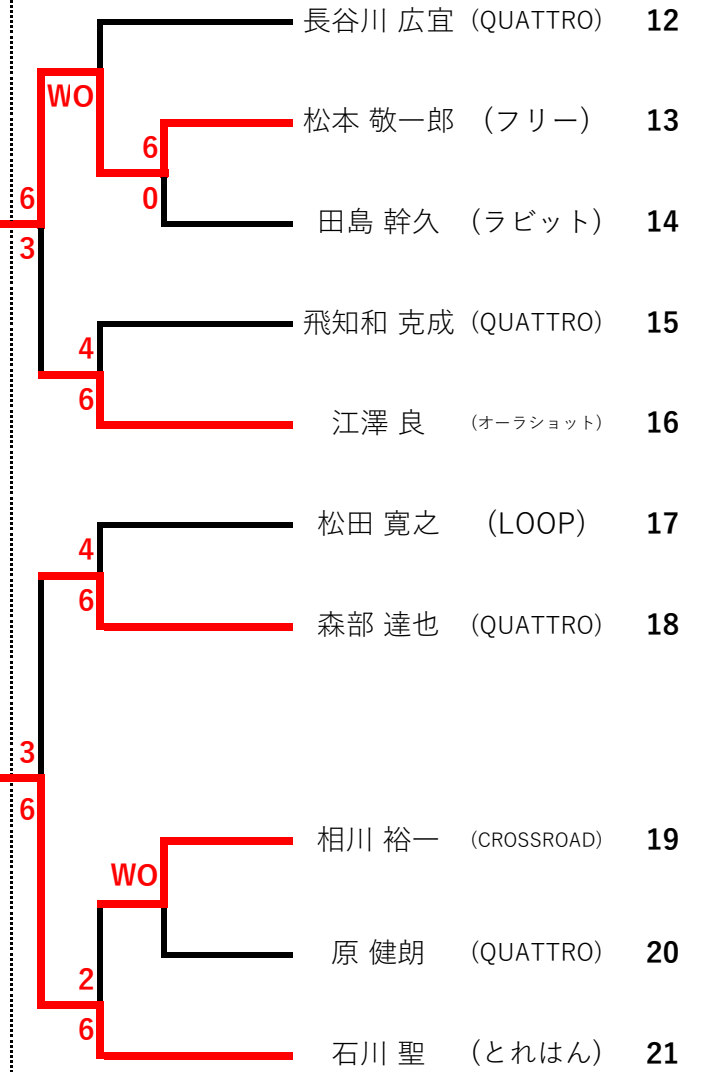 長谷川 広宜 (QUATTRO) 12
WO
松本 敬一郎 (フリー) 13
6
0
6
田島 幹久 (ラビット) 14
3
飛知和 克成 (QUATTRO) 15
4
6
江澤 良 (オーラショット) 16
松田 寛之 (LOOP) 17
4
6
森部 達也 (QUATTRO) 18
3
6
相川 裕一 (CROSSROAD) 19
WO
原 健朗 (QUATTRO) 20
2
6
石川 聖 (とれはん) 21